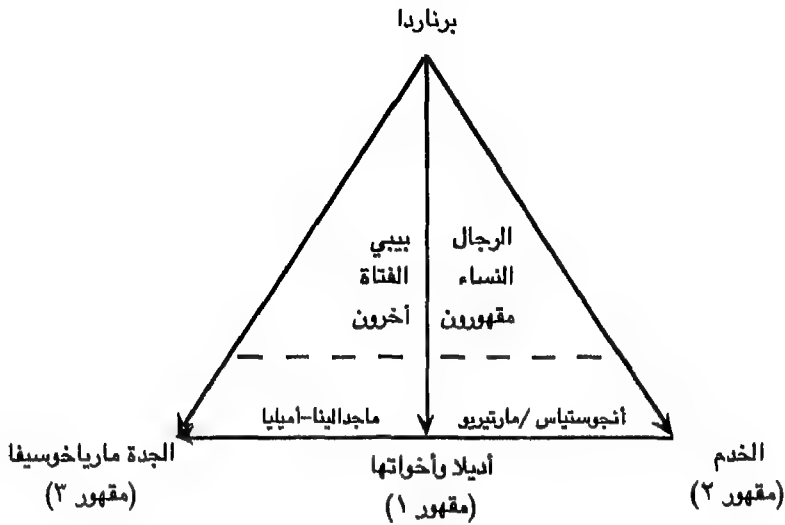 برناردا
الرجال
النساء
مقهورون
بيبي
الفتاة
أخرون
أنجوستياس /مارتيريو
ماجدالينا-أميليا
الخدم
(مقهور ٢)
أديلا وأخواتها
(مقهور ١)
الجدة مارياخوسيفا
(مقهور ٣)